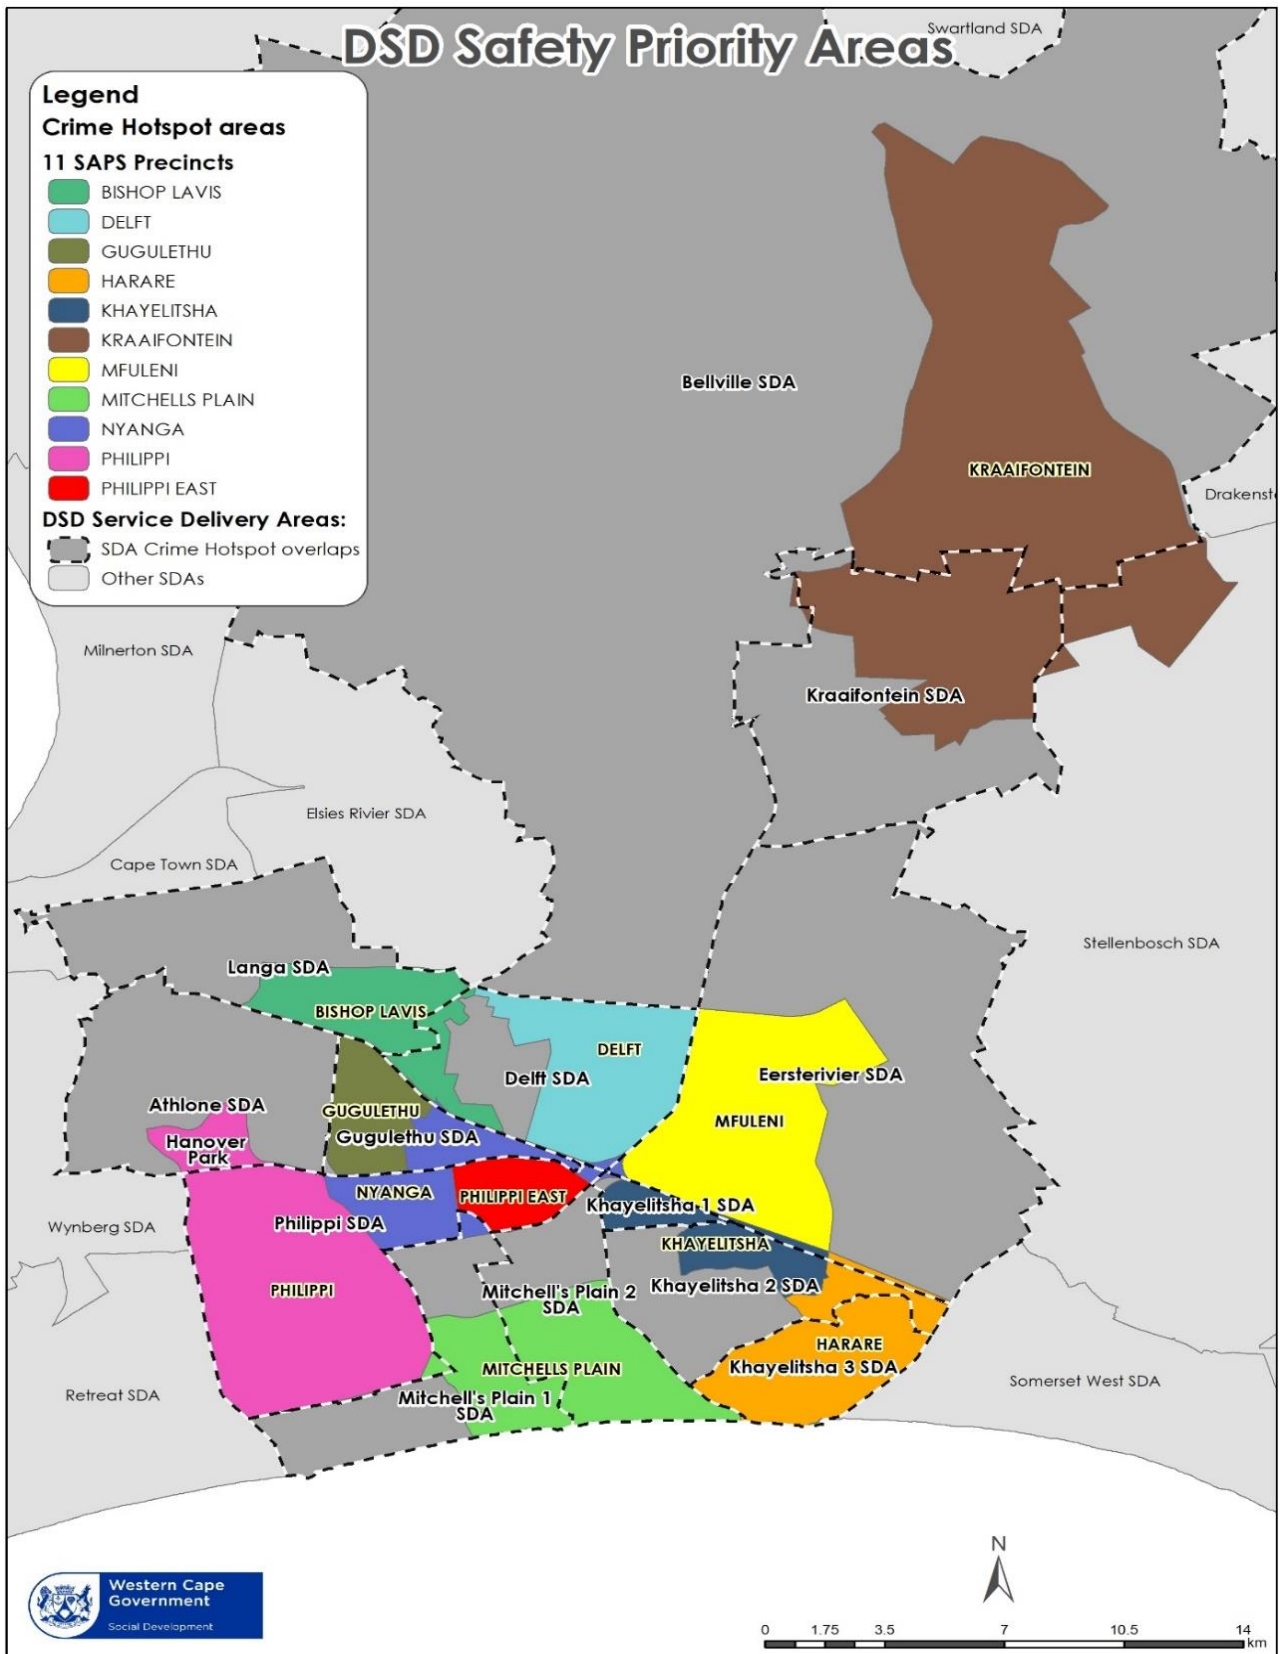 DSD Safety Priority Areas
Swartland SDA
Legend
Crime Hotspot areas
11 SAPS Precincts
BISHOP LAVIS
DELFT
GUGULETHU
HARARE
KHAYELITSHA
KRAAIFONTEIN
MFULENI
MITCHELLS PLAIN
NYANGA
PHILIPPI
PHILIPPI EAST
DSD Service Delivery Areas:
SDA Crime Hotspot overlaps
Other SDAs
Bellville SDA
KRAAIFONTEIN
Drakenst
Milnerton SDA
Kraaifontein SDA
Elsies Rivier SDA
Cape Town SDA
Stellenbosch SDA
Langa SDA
BISHOP LAVIS
DELFT
Delft SDA
Eersterivier SDA
Athlone SDA
GUGULETHU
MFULENI
Hanover
Park
Gugulethu SDA
NYANGA
PHILIPPI EAST
Khayelitsha 1 SDA
Wynberg SDA
Philippi SDA
KHAYELITSHA
PHILIPPI
Mitchell's Plain 2
SDA
Khayelitsha 2 SDA
HARARE
MITCHELLS PLAIN
Khayelitsha 3 SDA
Retreat SDA
Mitchell's Plain 1
SDA
Somerset West SDA
N
Western Cape
Government
Social Development
0 1.75 3.5 7 10.5 14
km